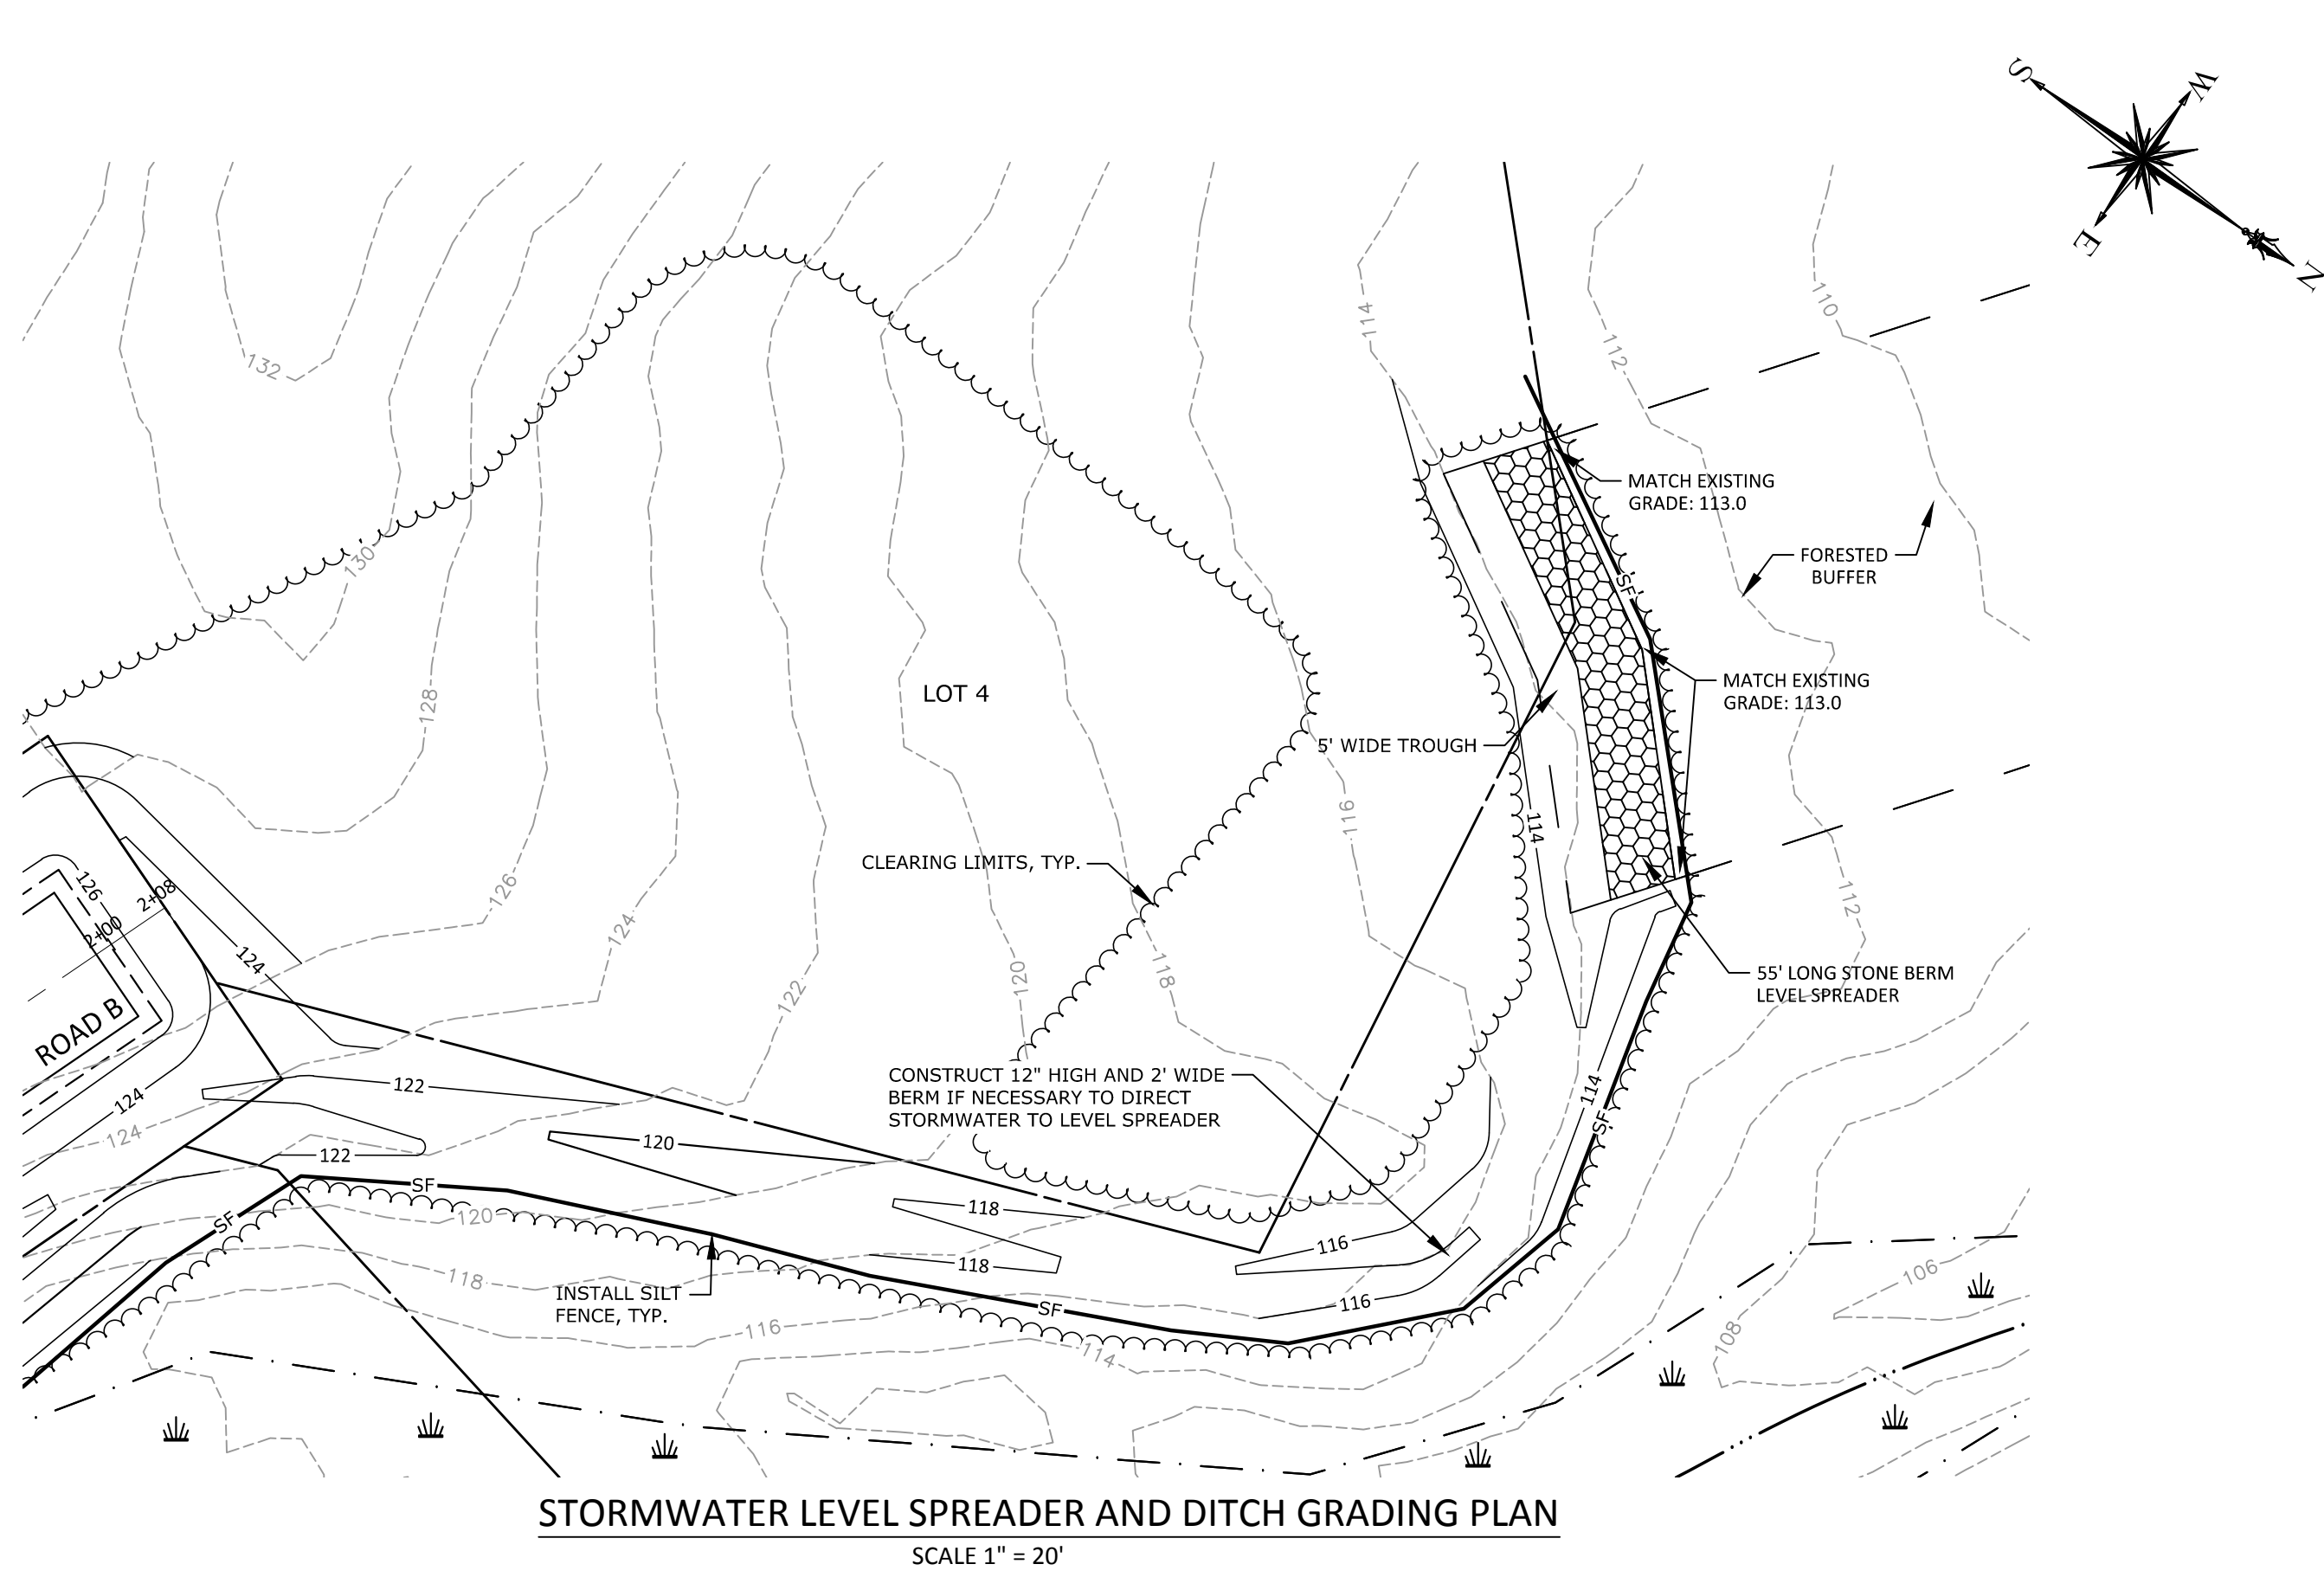 S
W
E
N
132
114
112
110
MATCH EXISTING
GRADE: 113.0
FORESTED
BUFFER
130
SF
128
LOT 4
MATCH EXISTING
GRADE: 113.0
5' WIDE TROUGH
116
114
CLEARING LIMITS, TYP.
126
2+08
2+00
126
124
112
124
120
118
122
55' LONG STONE BERM
LEVEL SPREADER
ROAD B
124
124
122
CONSTRUCT 12" HIGH AND 2' WIDE
BERM IF NECESSARY TO DIRECT
STORMWATER TO LEVEL SPREADER
114
SF
122
120
SF
SF
120
118
116
118
118
106
INSTALL SILT
FENCE, TYP.
SF
116
116
114
108
STORMWATER LEVEL SPREADER AND DITCH GRADING PLAN
SCALE 1" = 20'